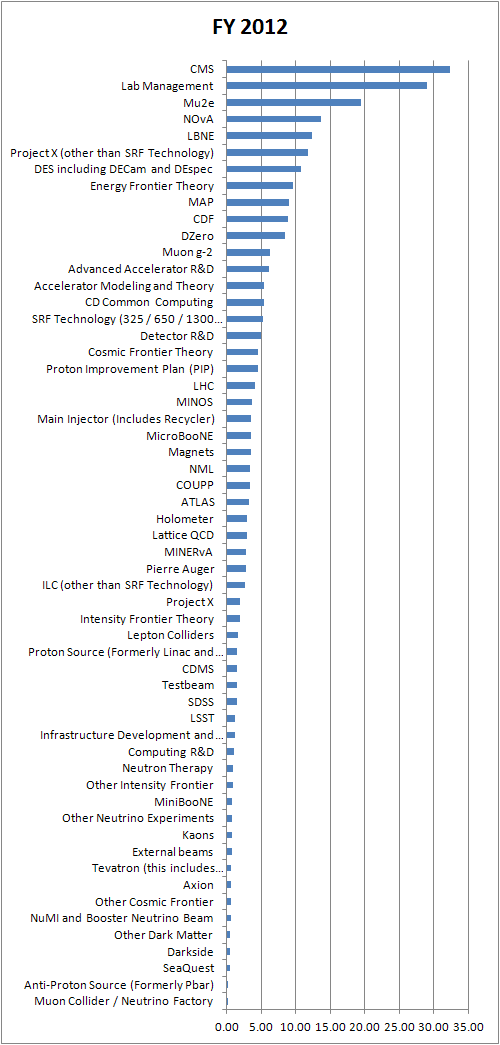 FY 2012
CMS
Lab Management
Mu2e
NOvA
LBNE
Project X (other than SRF Technology)
DES including DECam and DEspec
Energy Frontier Theory
MAP
CDF
DZero
Muon g-2
Advanced Accelerator R&D
Accelerator Modeling and Theory
CD Common Computing
SRF Technology (325 / 650 / 1300...
Detector R&D
Cosmic Frontier Theory
Proton Improvement Plan (PIP)
LHC
MINOS
Main Injector (Includes Recycler)
MicroBooNE
Magnets
NML
COUPP
ATLAS
Holometer
Lattice QCD
MINERvA
Pierre Auger
ILC (other than SRF Technology)
Project X
Intensity Frontier Theory
Lepton Colliders
Proton Source (Formerly Linac and...
CDMS
Testbeam
SDSS
LSST
Infrastructure Development and...
Computing R&D
Neutron Therapy
Other Intensity Frontier
MiniBooNE
Other Neutrino Experiments
Kaons
External beams
Tevatron (this includes...
Axion
Other Cosmic Frontier
NuMI and Booster Neutrino Beam
Other Dark Matter
Darkside
SeaQuest
Anti-Proton Source (Formerly Pbar)
Muon Collider / Neutrino Factory
0.00 5.00 10.00 15.00 20.00 25.00 30.00 35.00